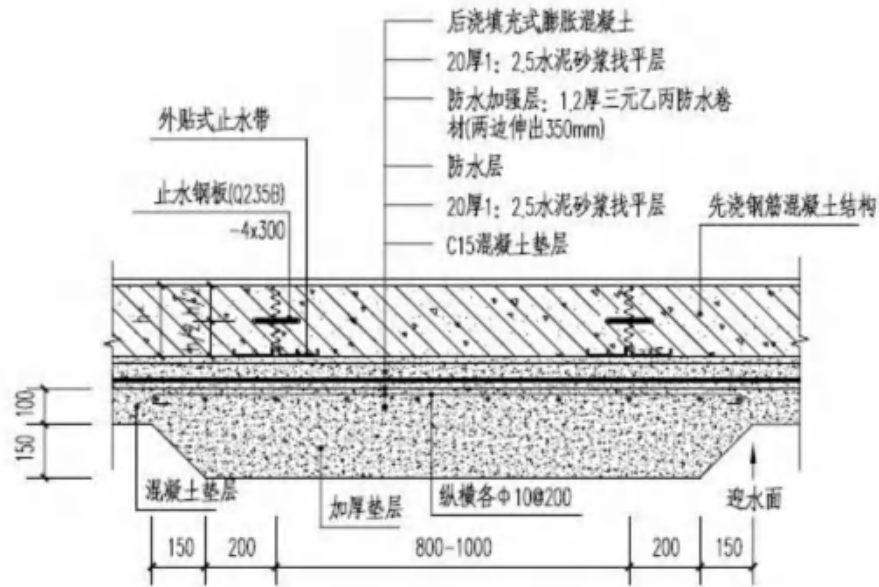 后浇填充式膨胀混凝土
20厚1：2.5水泥砂浆找平层
防水加强层：1.2厚三元乙丙防水卷
材(两边伸出350mm)
外贴式止水带
防水层
止水钢板(Q235B)
-4x300
20厚1：2.5水泥砂浆找平层
先浇钢筋混凝土结构
C15混凝土垫层
h
h/2
h/2
100
150
混凝土垫层
加厚垫层
纵横各Φ10@200
迎水面
150
200
800-1000
200
150